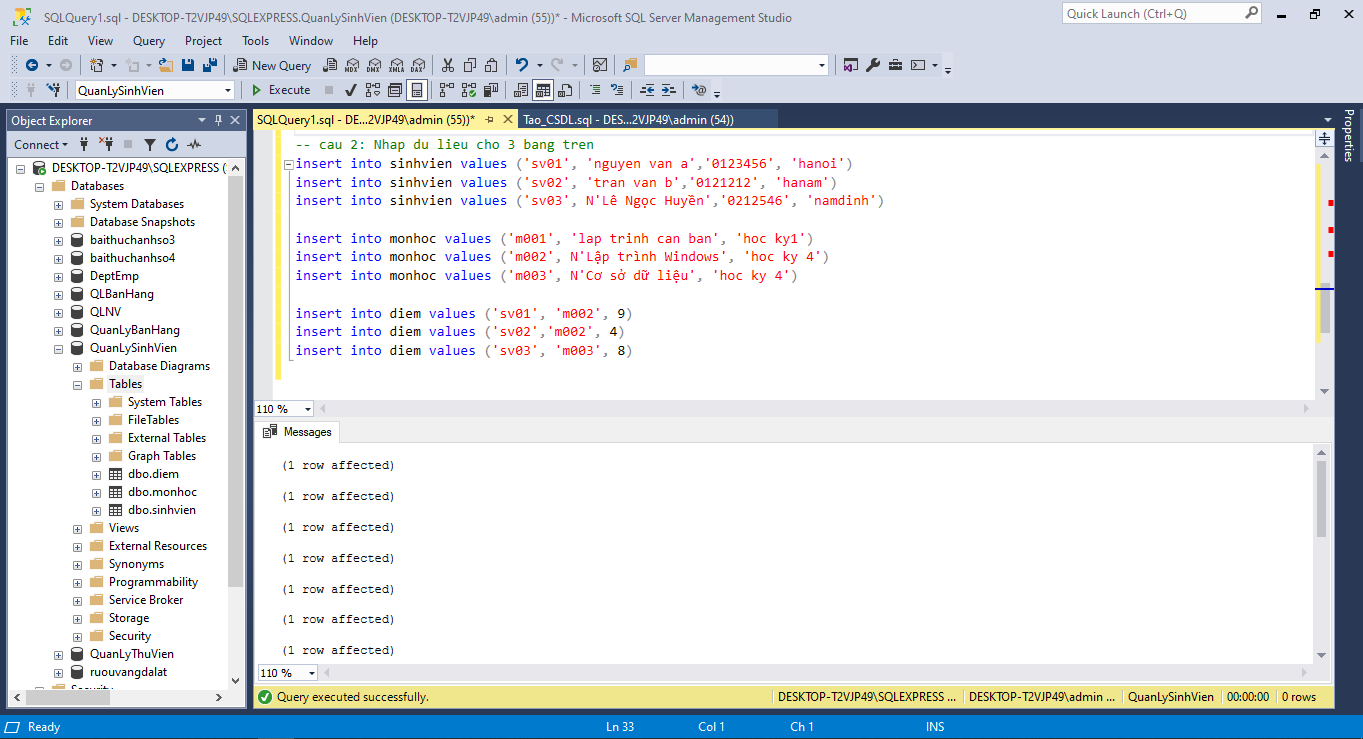 SQLQuery1.sql - DESKTOP-T2VJP49\SQLEXPRESS.QuanLySinhVien (DESKTOP-T2VJP49\admin (55))* - Microsoft SQL Server Management Studio
Quick Launch (Ctrl+Q)
File Edit View Query Project Tools Window Help
New Query MDX DMX XMLA DAX
QuanLySinhVien Execute
Object Explorer
Connect
DESKTOP-T2VJP49\SQLEXPRESS (
Databases
System Databases
Database Snapshots
baithuchanhso3
baithuchanhso4
DeptEmp
QLBanHang
QLNV
QuanLyBanHang
QuanLySinhVien
Database Diagrams
Tables
System Tables
FileTables
External Tables
Graph Tables
dbo.diem
dbo.monhoc
dbo.sinhvien
Views
External Resources
Synonyms
Programmability
Service Broker
Storage
Security
QuanLyThuVien
ruouvangdalat
Security
SQLQuery1.sql - DE...2VJP49\admin (55))* Tao_CSDL.sql - DES...2VJP49\admin (54))
-- cau 2: Nhap du lieu cho 3 bang tren
insert into sinhvien values ('sv01', 'nguyen van a','0123456', 'hanoi')
insert into sinhvien values ('sv02', 'tran van b','0121212', 'hanam')
insert into sinhvien values ('sv03', N'Lê Ngọc Huyền','0212546', 'namdinh')
insert into monhoc values ('m001', 'lap trinh can ban', 'hoc ky1')
insert into monhoc values ('m002', N'Lập trình Windows', 'hoc ky 4')
insert into monhoc values ('m003', N'Cơ sở dữ liệu', 'hoc ky 4')
insert into diem values ('sv01', 'm002', 9)
insert into diem values ('sv02','m002', 4)
insert into diem values ('sv03', 'm003', 8)
110 %
Messages
(1 row affected)
(1 row affected)
(1 row affected)
(1 row affected)
(1 row affected)
(1 row affected)
(1 row affected)
110 %
Query executed successfully. DESKTOP-T2VJP49\SQLEXPRESS ... DESKTOP-T2VJP49\admin ... QuanLySinhVien 00:00:00 0 rows
Properties
Ready Ln 33 Col 1 Ch 1 INS